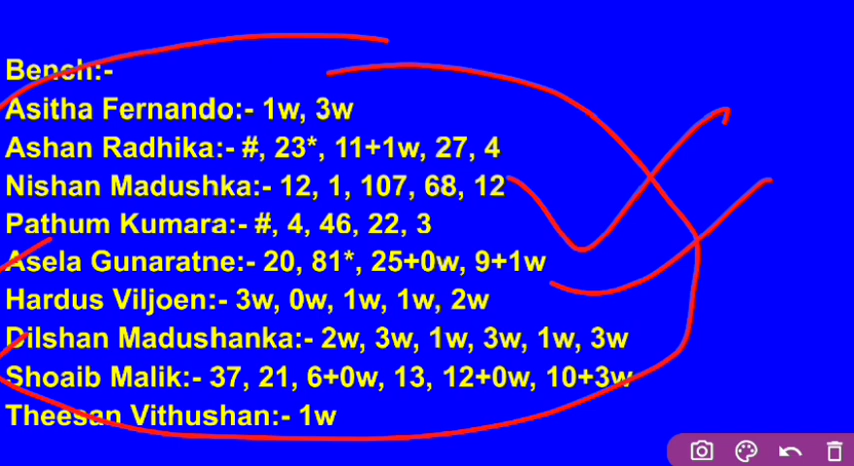 Bench:-
Asitha Fernando:- 1w, 3w
Ashan Radhika:- #, 23*, 11+1w, 27, 4
Nishan Madushka:- 12, 1, 107, 68, 12
Pathum Kumara:- #, 4, 46, 22, 3
Asela Gunaratne:- 20, 81*, 25+0w, 9+1w
Hardus Viljoen:- 3w, 0w, 1w, 1w, 2w
Dilshan Madushanka:- 2w, 3w, 1w, 3w, 1w, 3w
Shoaib Malik:- 37, 21, 6+0w, 13, 12+0w, 10+3w
Theesan Vithushan:- 1w